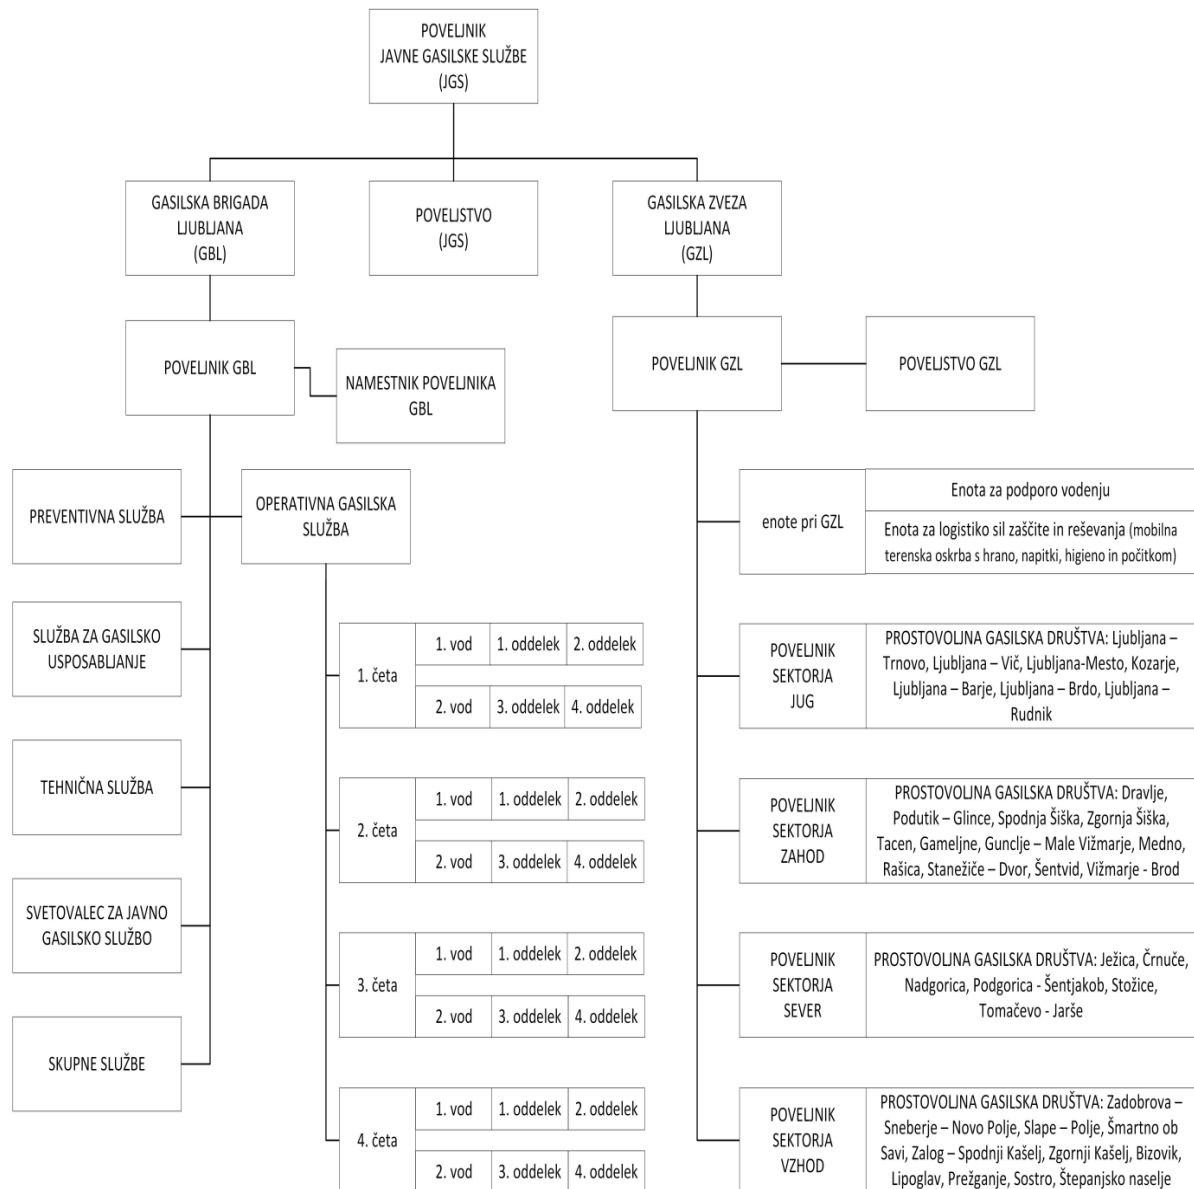 POVELJNIK
JAVNE GASILSKE SLUŽBE
(JGS)
GASILSKA BRIGADA
LJUBLJANA
(GBL)
POVELJSTVO
(JGS)
GASILSKA ZVEZA
LJUBLJANA
(GZL)
POVELJNIK GBL
NAMESTNIK POVELJNIKA
GBL
POVELJNIK GZL
POVELJSTVO GZL
PREVENTIVNA SLUŽBA
SLUŽBA ZA GASILSKO
USPOSABLJANJE
TEHNIČNA SLUŽBA
SVETOVALEC ZA JAVNO
GASILSKO SLUŽBO
SKUPNE SLUŽBE
OPERATIVNA GASILSKA
SLUŽBA
1. četa
1. vod 1. oddelek 2. oddelek
2. vod 3. oddelek 4. oddelek
2. četa
1. vod 1. oddelek 2. oddelek
2. vod 3. oddelek 4. oddelek
3. četa
1. vod 1. oddelek 2. oddelek
2. vod 3. oddelek 4. oddelek
4. četa
1. vod 1. oddelek 2. oddelek
2. vod 3. oddelek 4. oddelek
enote pri GZL
Enota za podporo vodenju
Enota za logistiko sil zaščite in reševanja (mobilna
terenska oskrba s hrano, napitki, higieno in počitkom)
POVELJNIK
SEKTORJA
JUG
PROSTOVOLJNA GASILSKA DRUŠTVA: Ljubljana –
Trnovo, Ljubljana – Vič, Ljubljana-Mesto, Kozarje,
Ljubljana – Barje, Ljubljana – Brdo, Ljubljana –
Rudnik
POVELJNIK
SEKTORJA
ZAHOD
PROSTOVOLJNA GASILSKA DRUŠTVA: Dravlje,
Podutik – Glince, Spodnja Šiška, Zgornja Šiška,
Tacen, Gameljne, Gunclje – Male Vižmarje, Medno,
Rašica, Stanežiče – Dvor, Šentvid, Vižmarje - Brod
POVELJNIK
SEKTORJA
SEVER
PROSTOVOLJNA GASILSKA DRUŠTVA: Ježica, Črnuče,
Nadgorica, Podgorica - Šentjakob, Stožice,
Tomačevo - Jarše
POVELJNIK
SEKTORJA
VZHOD
PROSTOVOLJNA GASILSKA DRUŠTVA: Zadobrova –
Sneberje – Novo Polje, Slape – Polje, Šmartno ob
Savi, Zalog – Spodnji Kašelj, Zgornji Kašelj, Bizovik,
Lipoglav, Prežganje, Sostro, Štepanjsko naselje